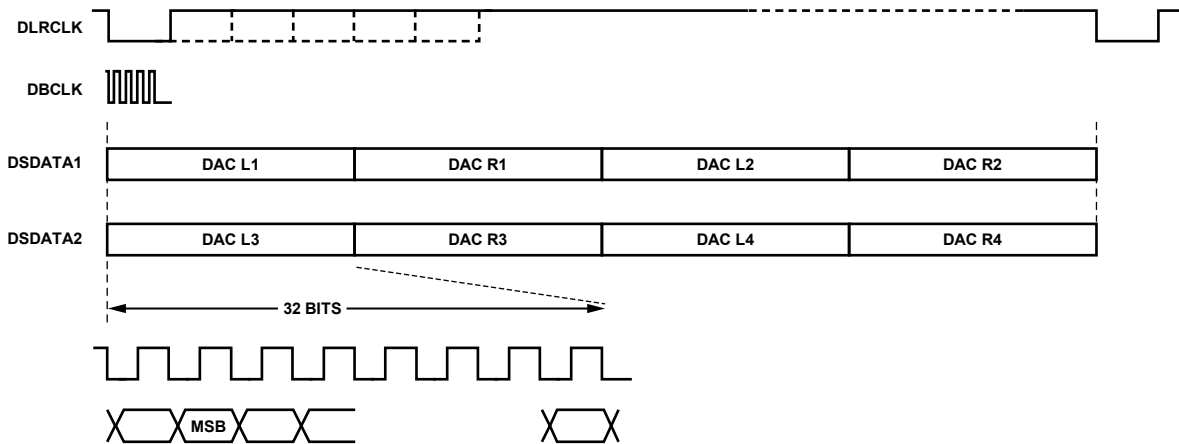 DLRCLK
DBCLK
DSDATA1 DAC L1 DAC R1 DAC L2 DAC R2
DSDATA2 DAC L3 DAC R3 DAC L4 DAC R4
32 BITS
MSB